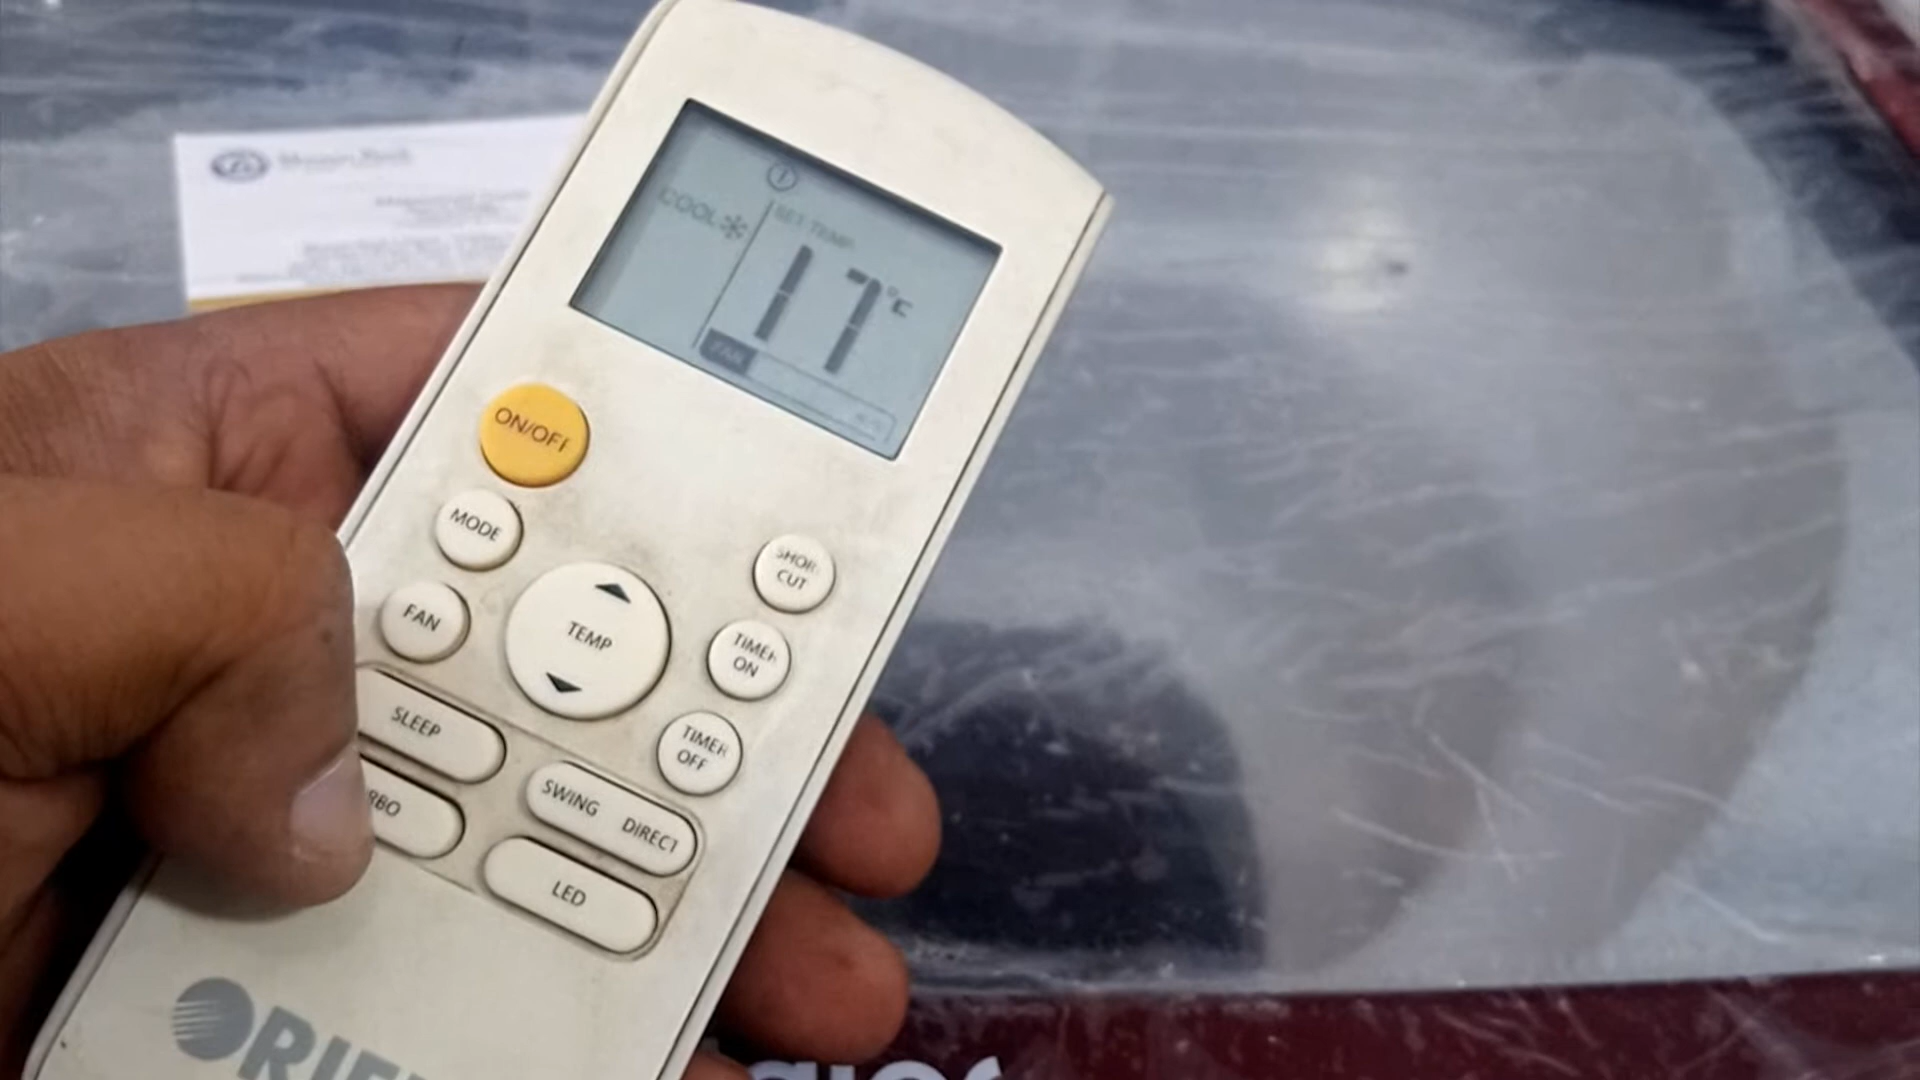 COOL
SET TEMP.
17°C
FAN
ON/OFF
MODE
SHOR
CUT
FAN
TEMP
TIMER
ON
SLEEP
TIMER
OFF
RBO
SWING DIRECT
LED
ORIE